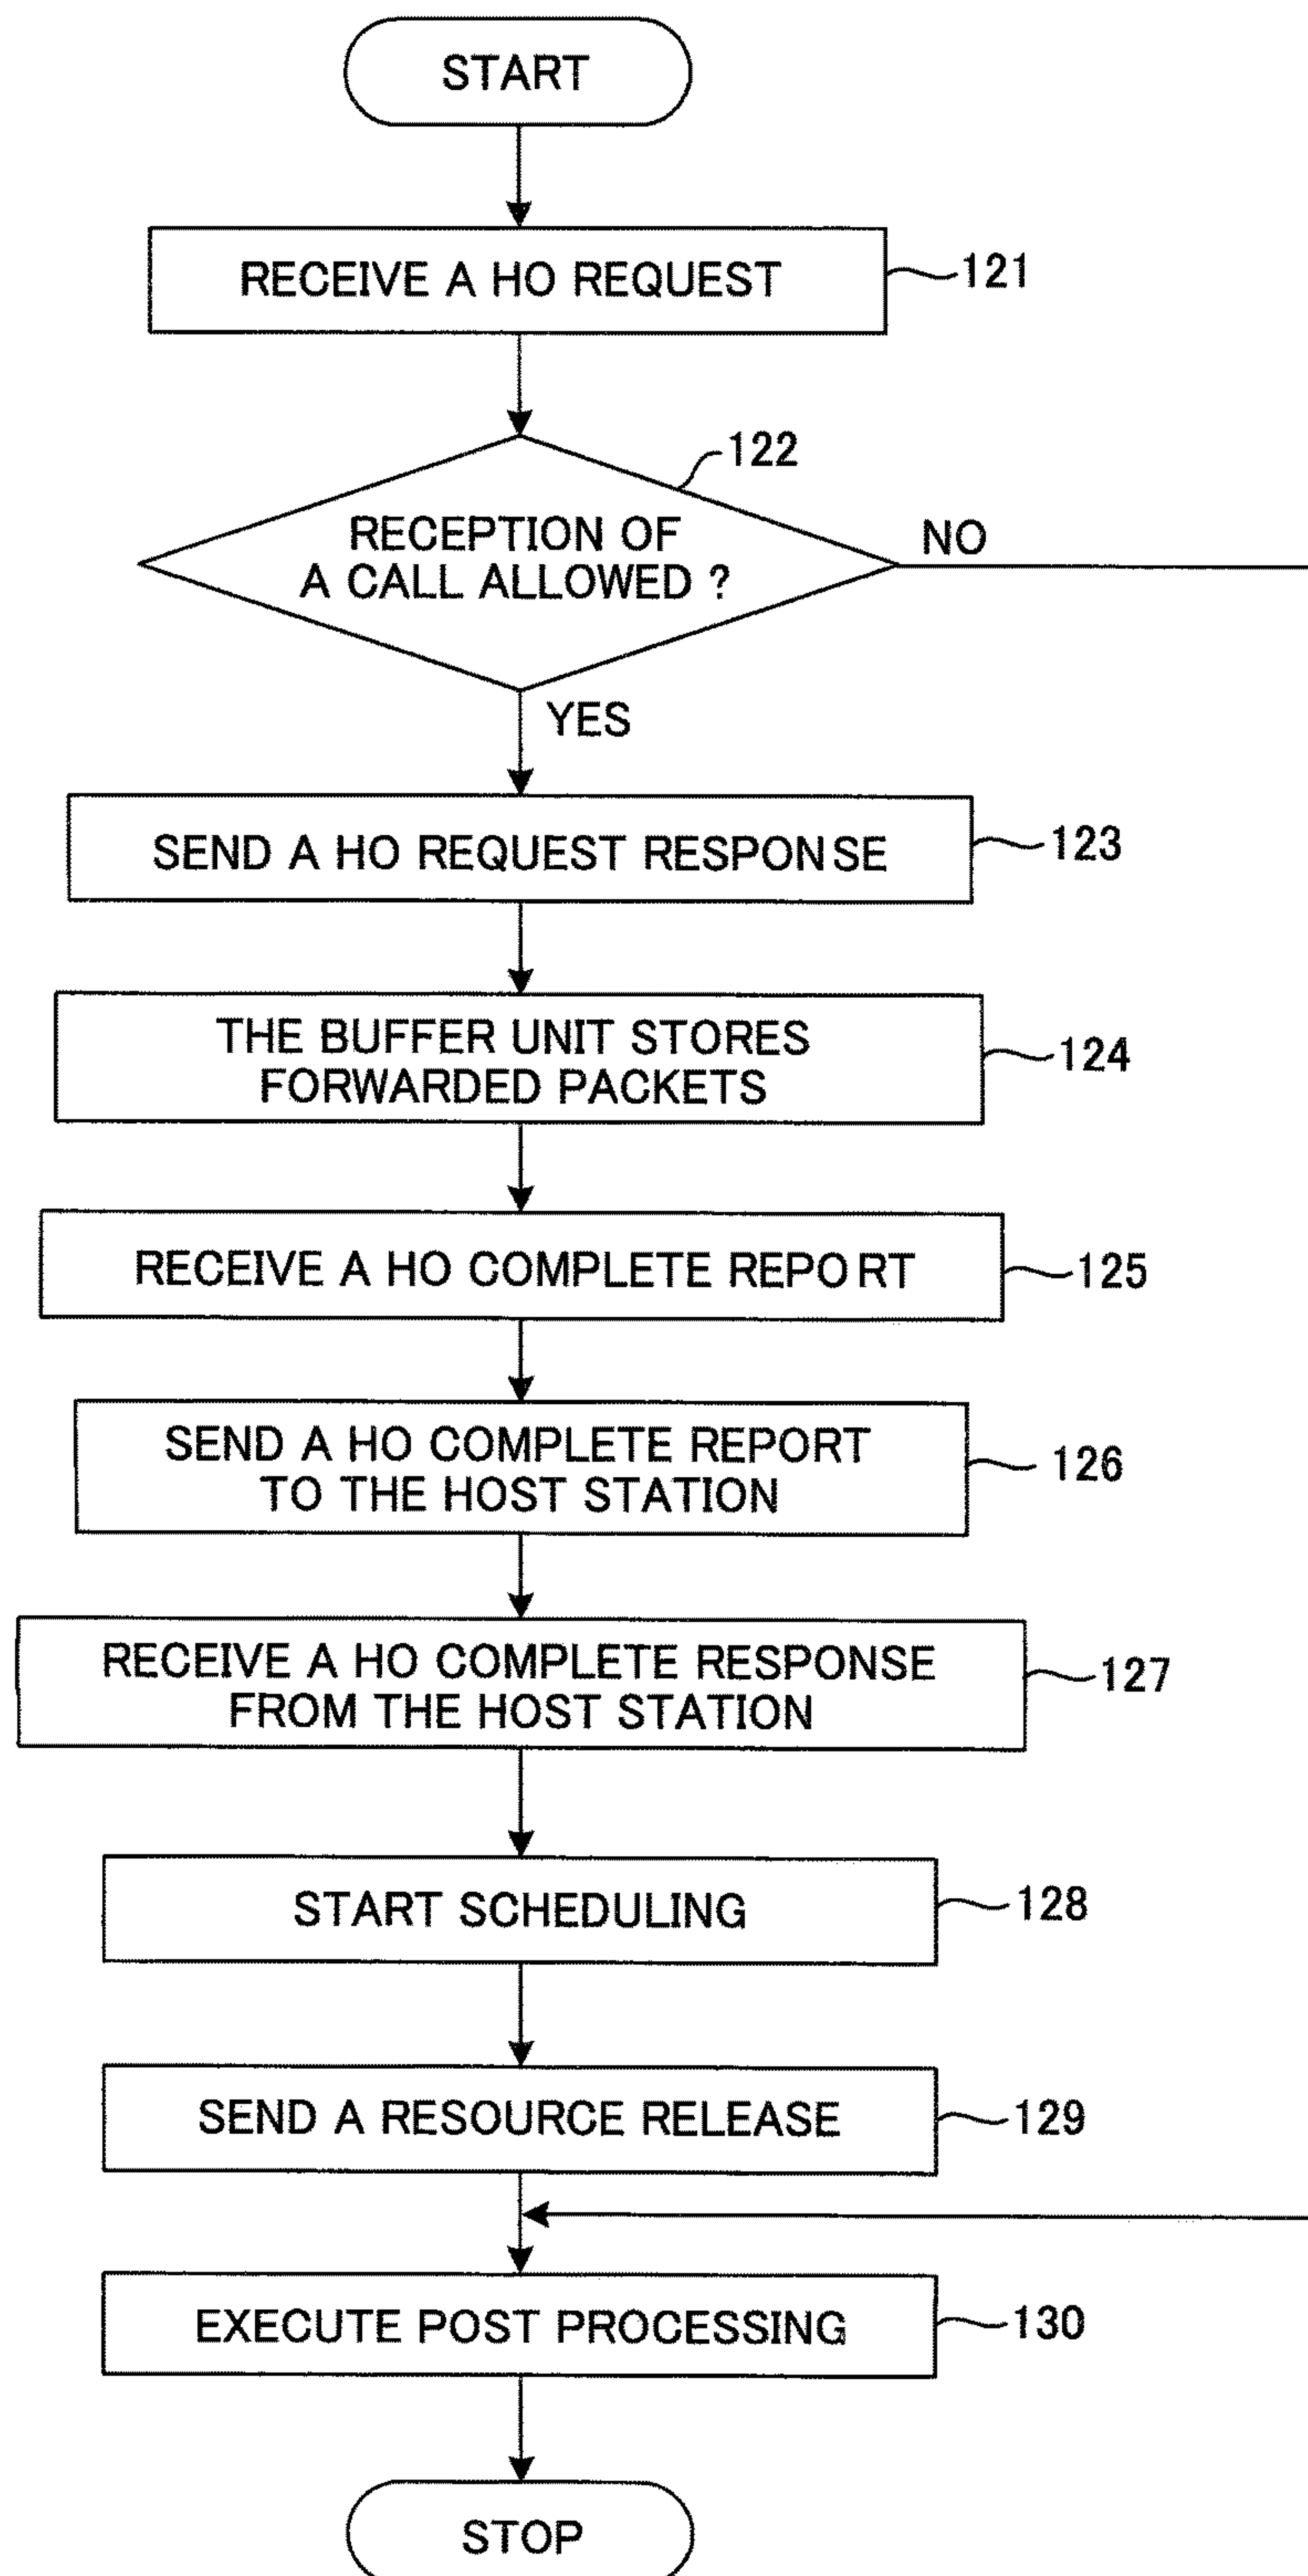 START
RECEIVE A HO REQUEST
121
122
RECEPTION OF
A CALL ALLOWED ?
NO
YES
SEND A HO REQUEST RESPONSE
123
THE BUFFER UNIT STORES
FORWARDED PACKETS
124
RECEIVE A HO COMPLETE REPORT
125
SEND A HO COMPLETE REPORT
TO THE HOST STATION
126
RECEIVE A HO COMPLETE RESPONSE
FROM THE HOST STATION
127
START SCHEDULING
128
SEND A RESOURCE RELEASE
129
EXECUTE POST PROCESSING
130
STOP